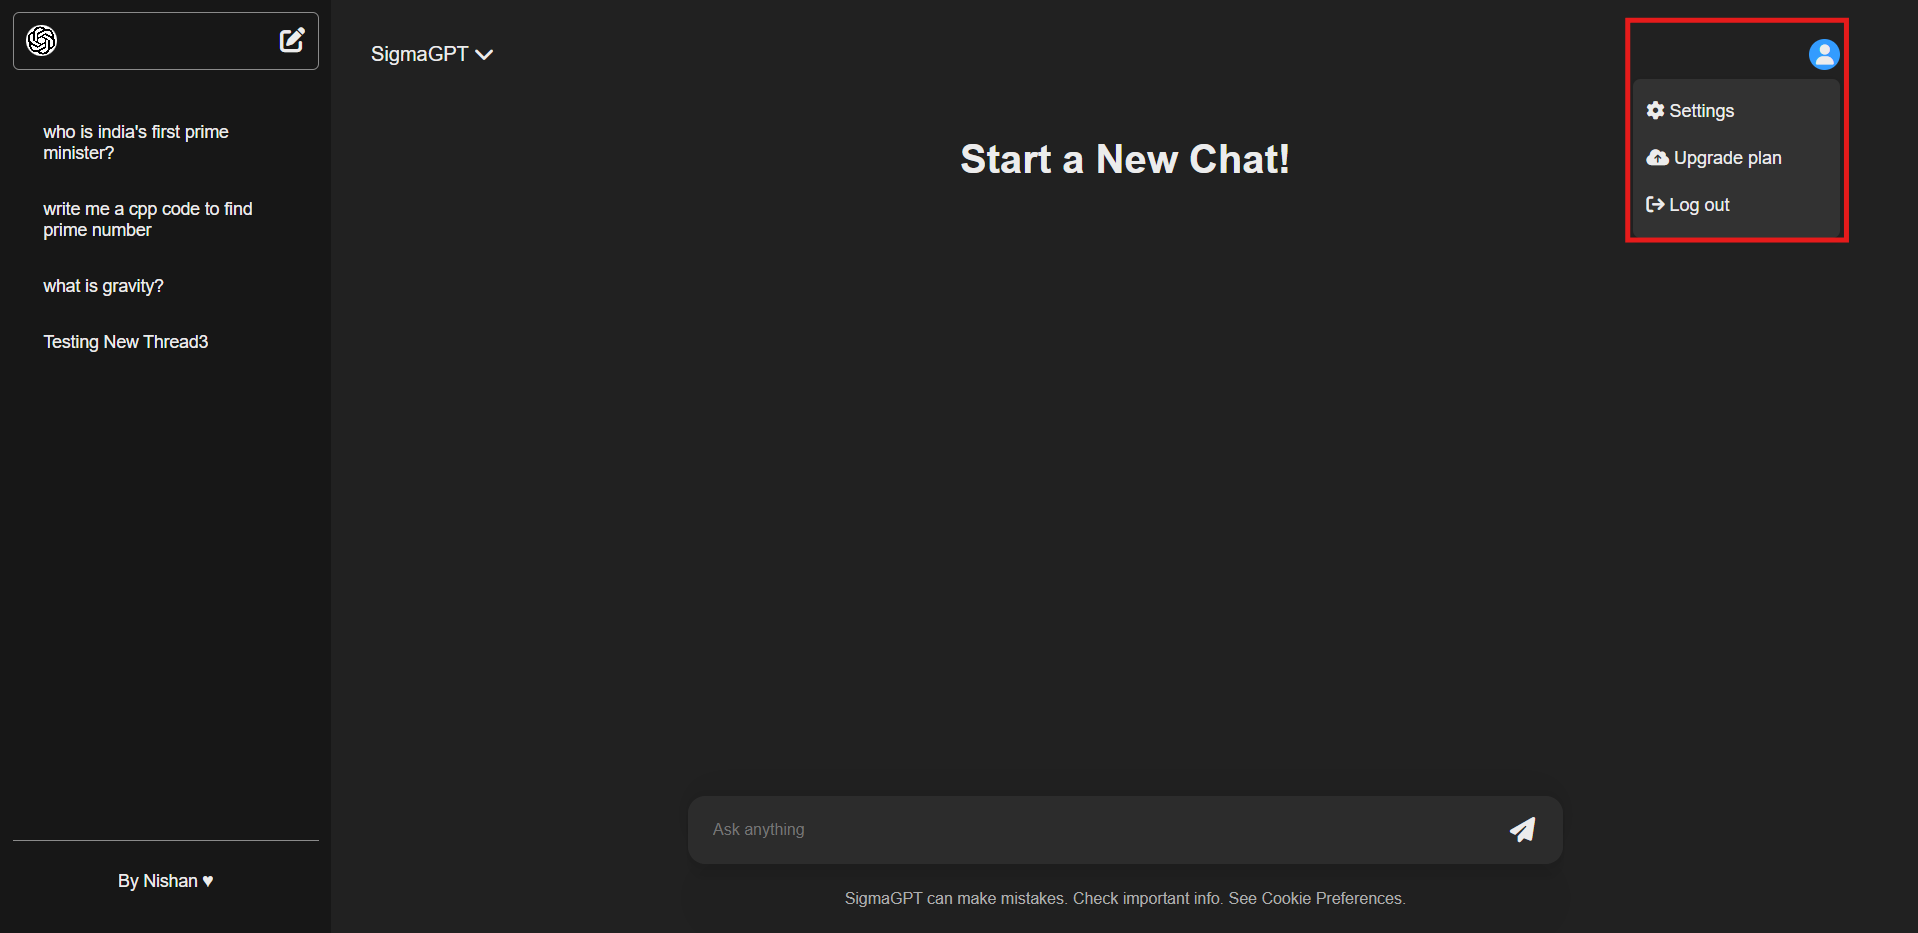 who is india's first prime
minister?
write me a cpp code to find
prime number
what is gravity?
Testing New Thread3
By Nishan ♥
SigmaGPT
Start a New Chat!
Settings
Upgrade plan
Log out
Ask anything
SigmaGPT can make mistakes. Check important info. See Cookie Preferences.